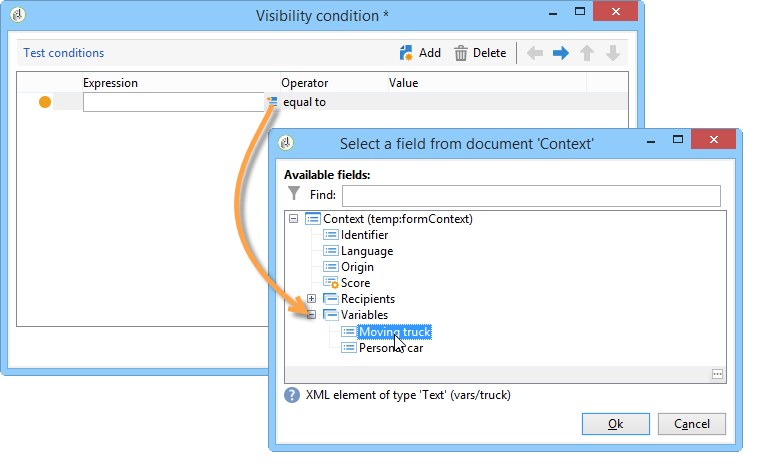 Visibility condition *
Test conditions
Add
Delete
Expression
Operator
Value
equal to
Select a field from document 'Context'
Available fields:
Find:
Context (temp:formContext)
Identifier
Language
Origin
Score
Recipients
Variables
Moving truck
car
XML element of type 'Text' (vars/truck)
Ok
Cancel